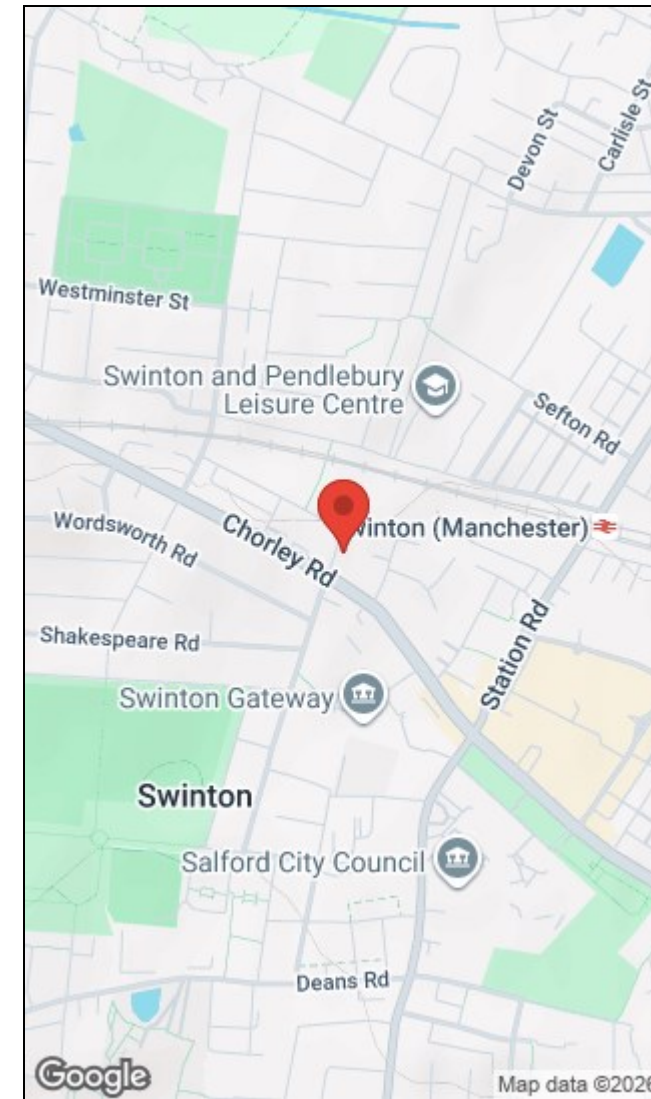 Devon St
Carlisle St
Westminster St
Swinton and Pendlebury
Leisure Centre
Sefton Rd
Chorley Rd
winton (Manchester)
Wordsworth Rd
Shakespeare Rd
Station Rd
Swinton Gateway
Swinton
Salford City Council
Deans Rd
Google
Map data ©2026